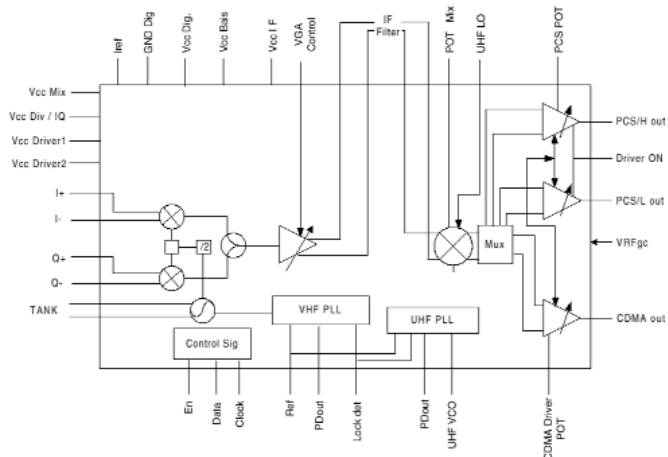 Iref
GND Dig
Vcc Dig.
Vcc Bais
Vcc I F
VGA Control
IF Filter
POT Mix
UHF LO
PCS POT
Vcc Mix
Vcc Div / IQ
Vcc Driver1
Vcc Driver2
I+
I-
Q+
Q-
TANK
/2
Mux
PCS/H out
Driver ON
PCS/L out
VRFgc
CDMA out
VHF PLL
UHF PLL
Control Sig
En
Data
Clock
Ref
PDout
Lock det
PDout
UHF VCO
CDMA Driver
POT